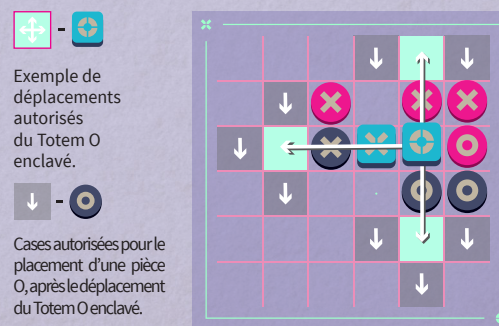 Exemple de
déplacements
autorisés
du Totem O
enclavé.
Cases autorisées pour le
placement d'une pièce
O, après le déplacement
du Totem O enclavé.